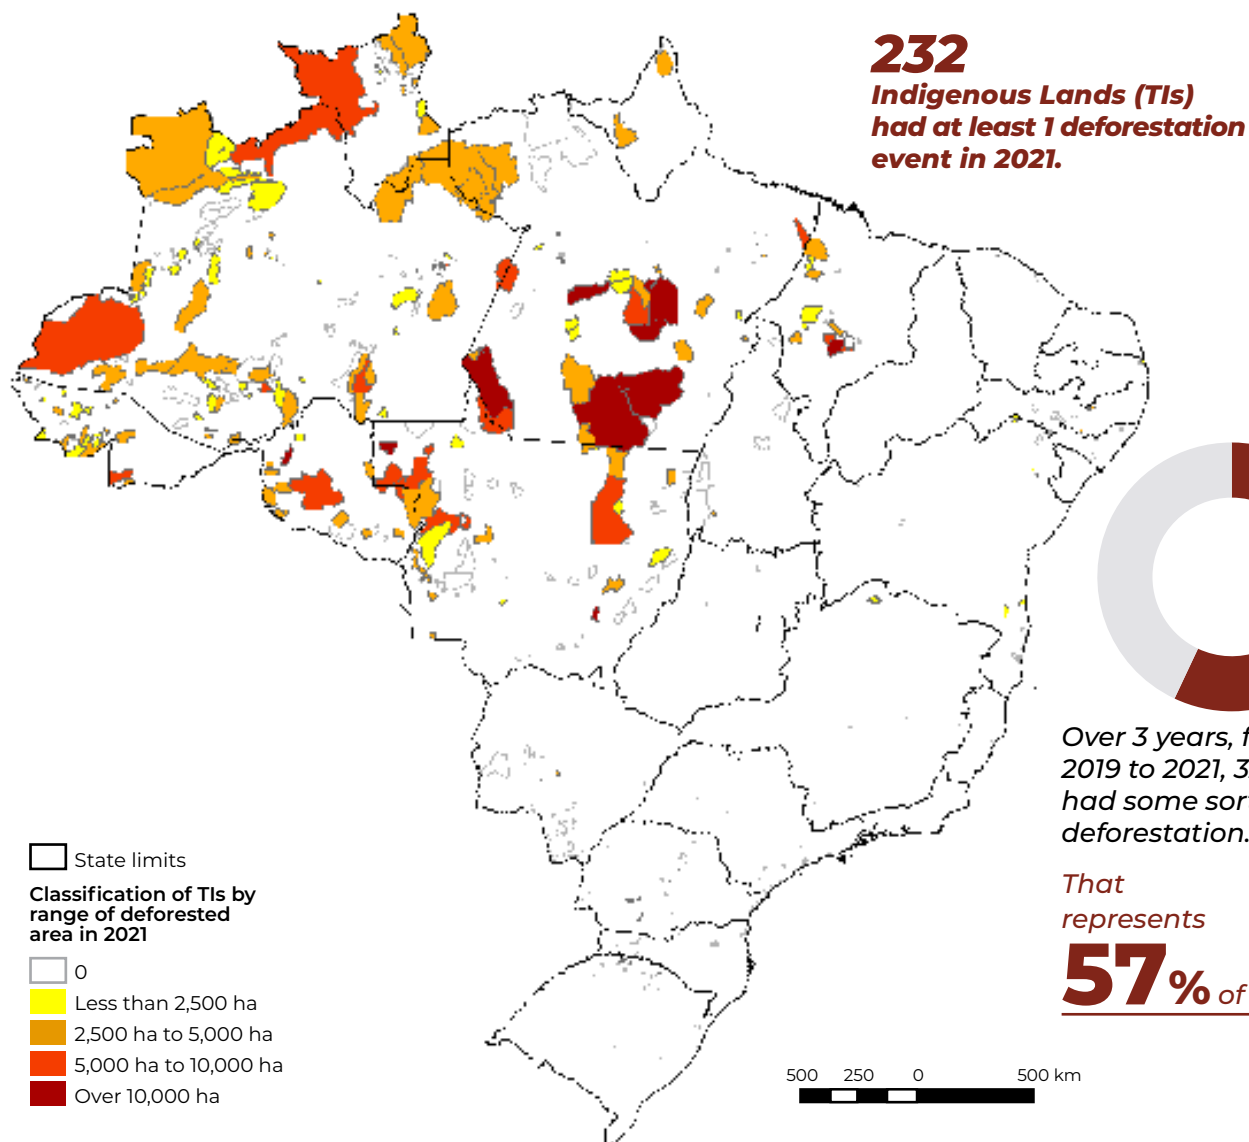 232
Indigenous Lands (TIs)
had at least 1 deforestation
event in 2021.
Over 3 years,
2019 to 2021,
had some
deforestation.
That
represents
57% of
State limits
Classification of TIs by
range of deforested
area in 2021
0
Less than 2,500 ha
2,500 ha to 5,000 ha
5,000 ha to 10,000 ha
Over 10,000 ha
500 250 0 500 km